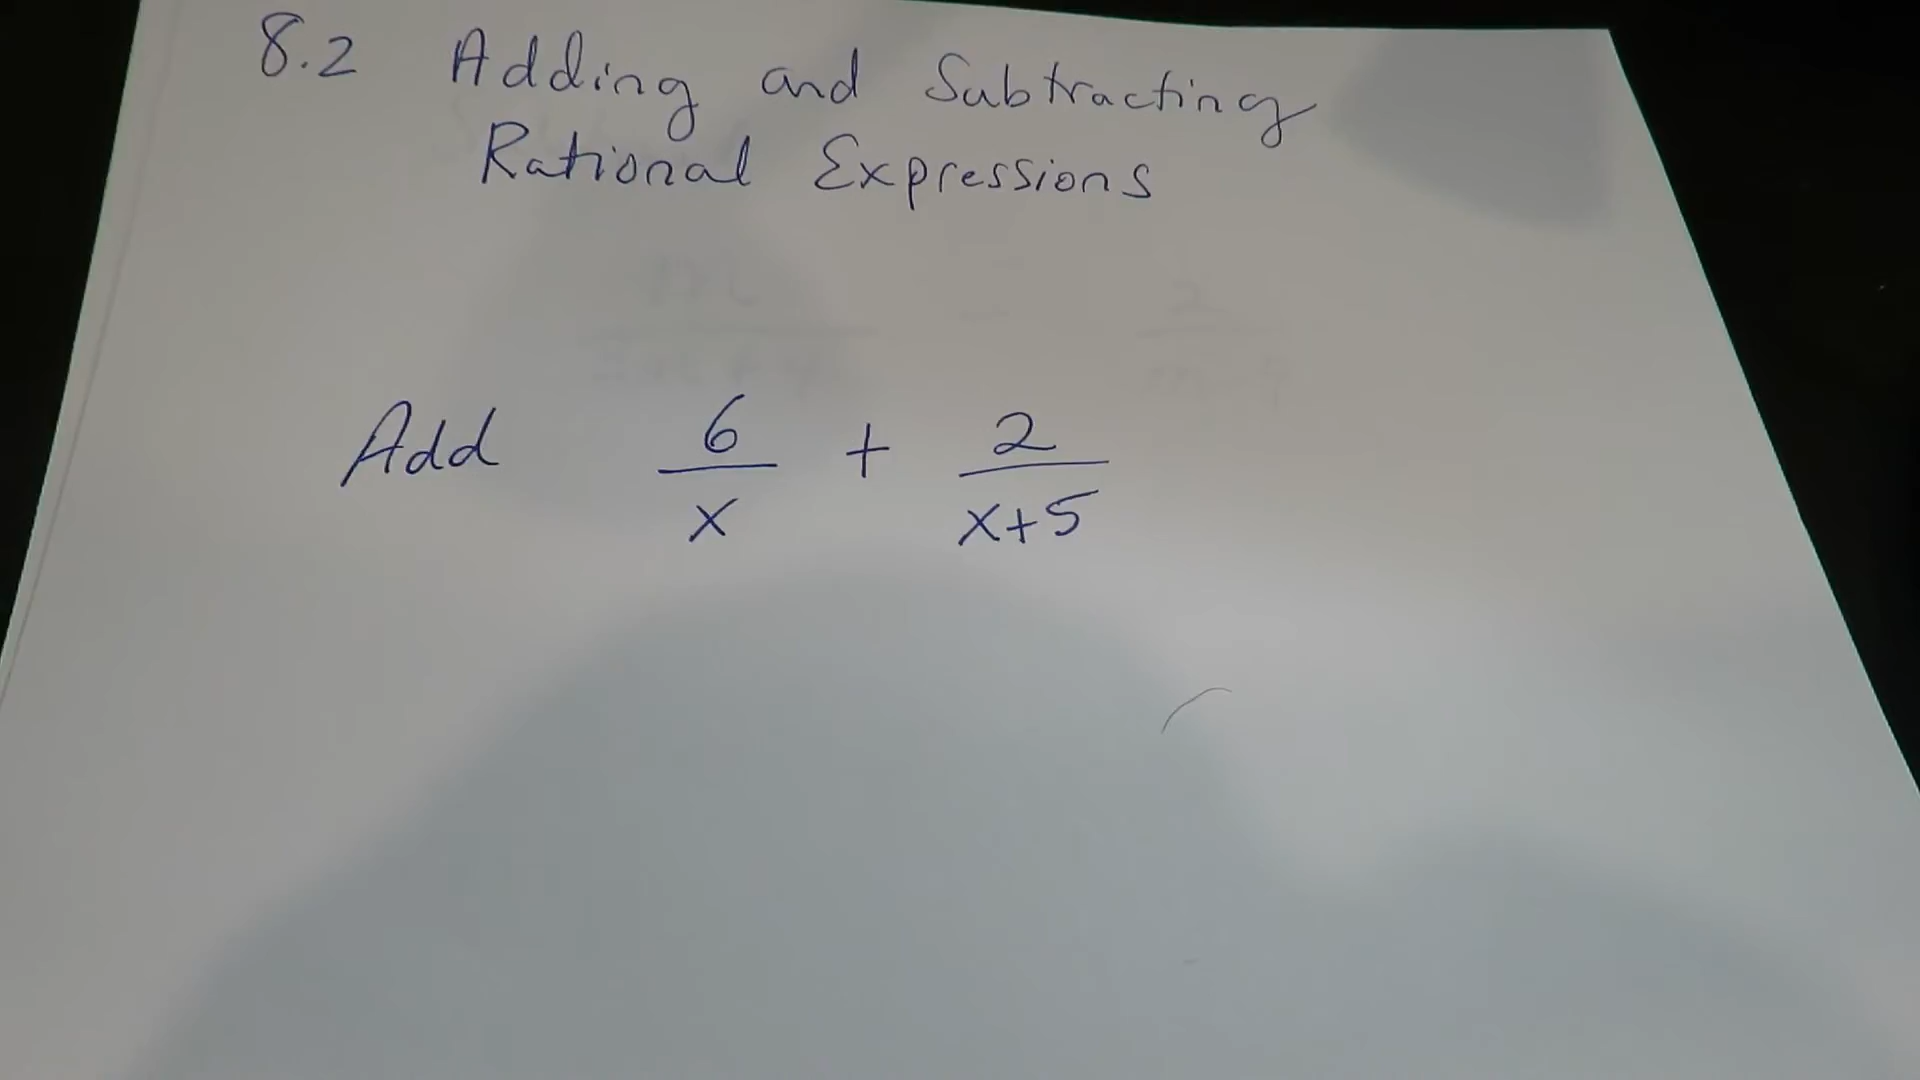 8.2 Adding and Subtracting
Rational Expressions
Add 6/x + 2/(x+5)